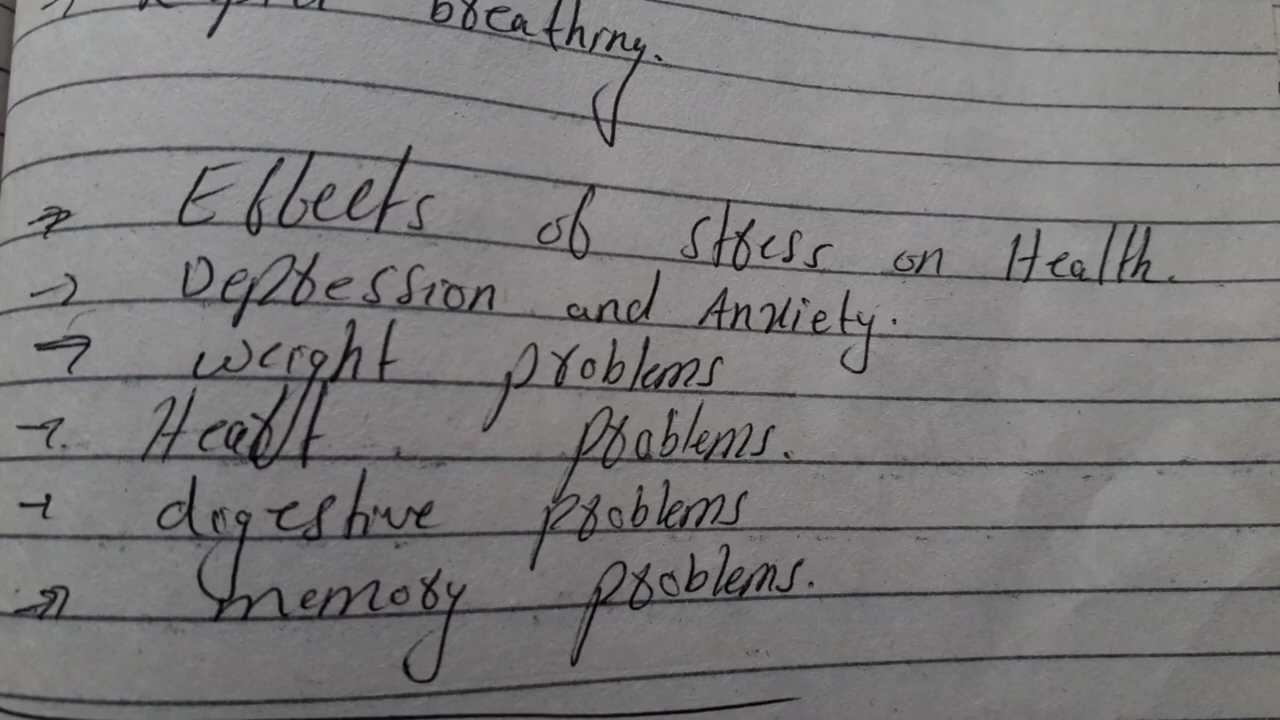 breathing.
⇒ Effects of stress on Health.
→ Depression and Anxiety.
⇒ weight problems
→ Heart problems.
→ digestive problems
⇒ memory problems.